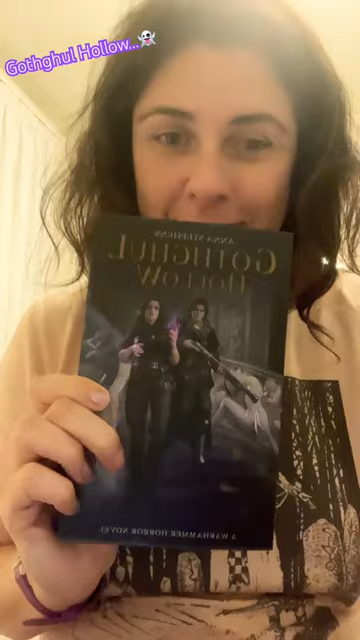 Gothghul Hollow...👻
ANNA STEPHENS
GOTHGHUL
HOLLOW
A WARHAMMER HORROR NOVEL